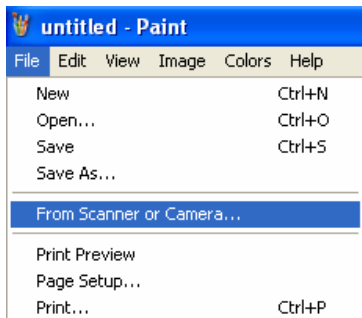 untitled - Paint
File Edit View Image Colors Help
New Ctrl+N
Open... Ctrl+O
Save Ctrl+S
Save As...
From Scanner or Camera...
Print Preview
Page Setup...
Print... Ctrl+P